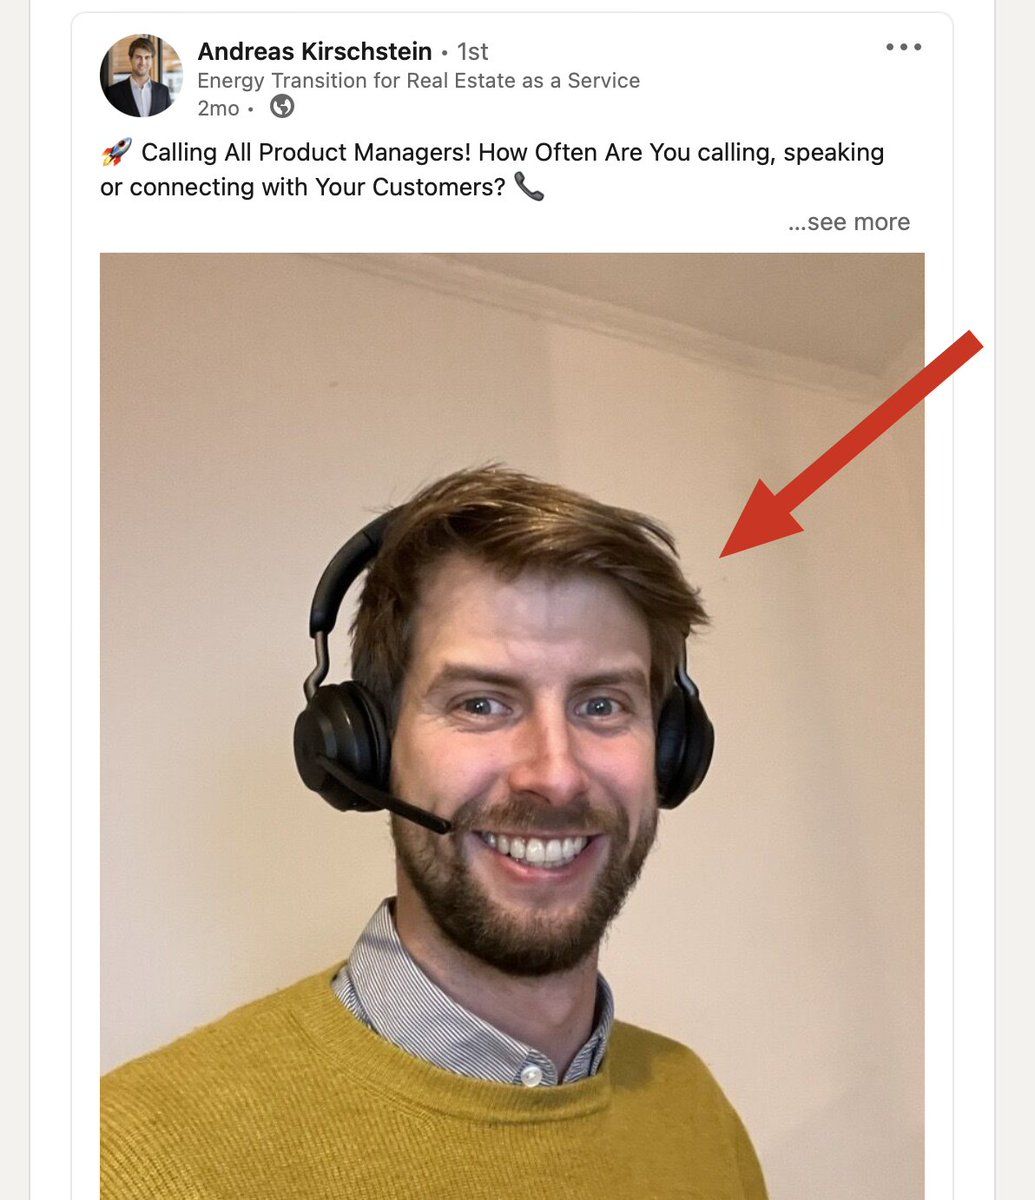 Andreas Kirschstein • 1st
Energy Transition for Real Estate as a Service
2mo •
🚀 Calling All Product Managers! How Often Are You calling, speaking
or connecting with Your Customers? 📞
...see more